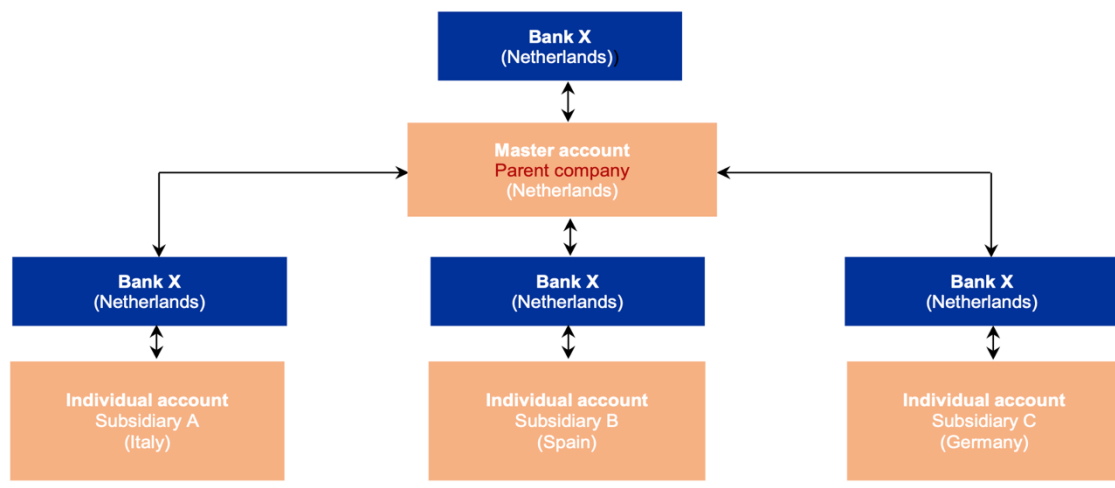 Bank X
(Netherlands))
Master account
Parent company
(Netherlands)
Bank X
(Netherlands)
Bank X
(Netherlands)
Bank X
(Netherlands)
Individual account
Subsidiary A
(Italy)
Individual account
Subsidiary B
(Spain)
Individual account
Subsidiary C
(Germany)